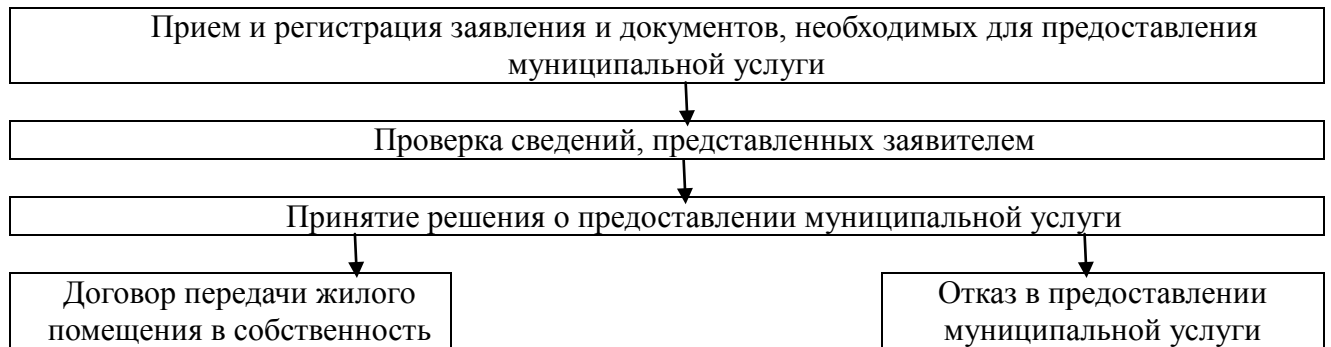 Прием и регистрация заявления и документов, необходимых для предоставления
муниципальной услуги
Проверка сведений, представленных заявителем
Принятие решения о предоставлении муниципальной услуги
Договор передачи жилого
помещения в собственность
Отказ в предоставлении
муниципальной услуги